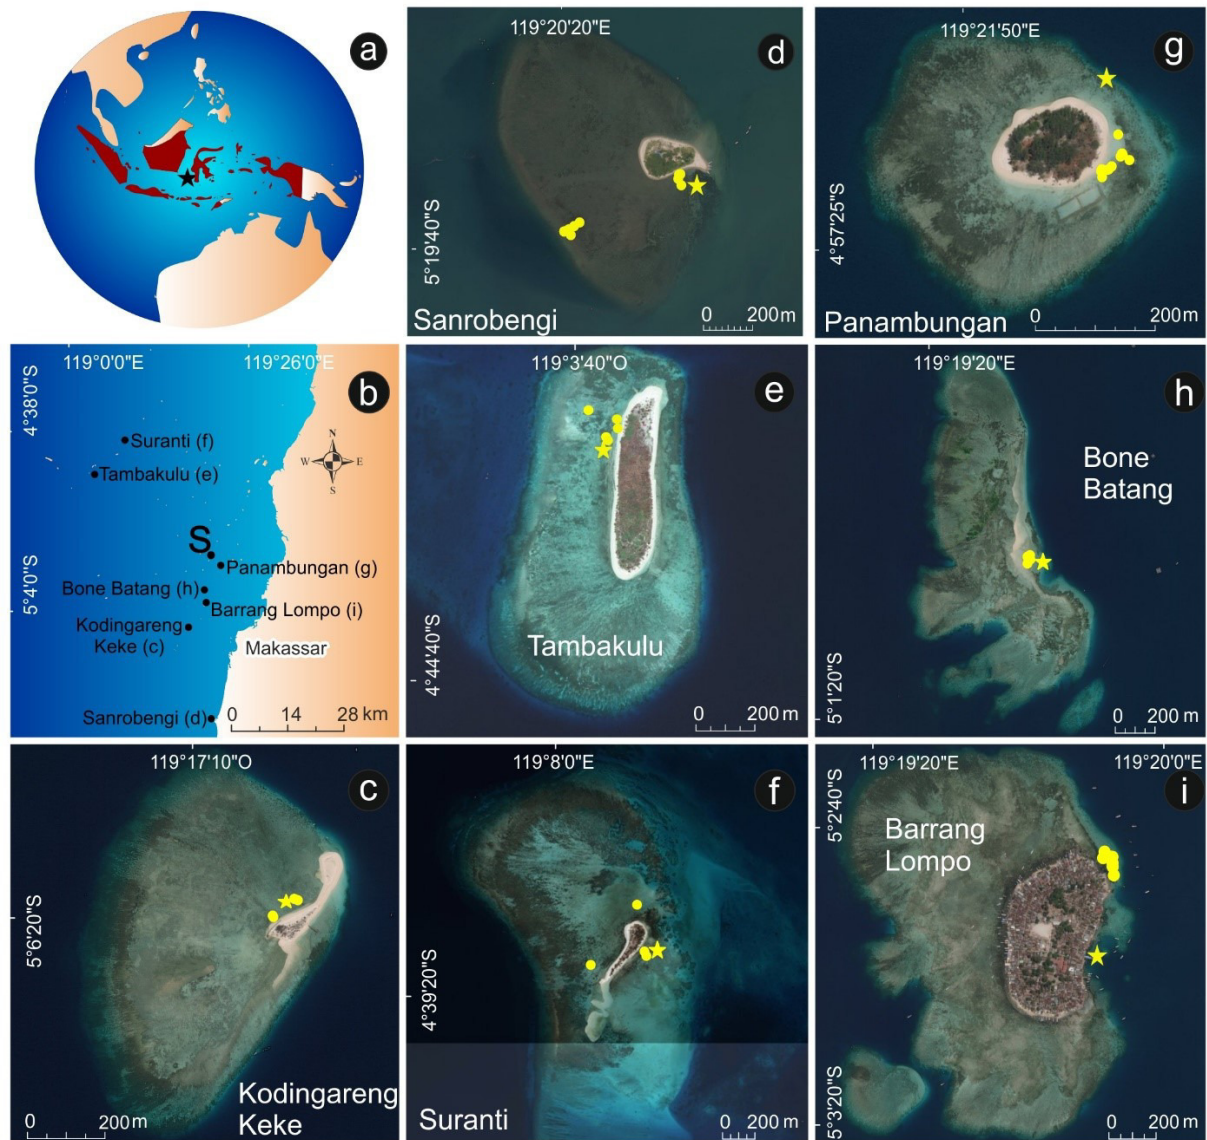 a
119°0'0"E
119°26'0"E
b
4°38'0"S
Suranti (f)
N
W
E
S
Tambakulu (e)
S
Panambungan (g)
5°4'0"S
Bone Batang (h)
Barrang Lompo (i)
Kodingareng
Keke (c)
Makassar
Sanrobengi (d)
0 14 28 km
119°17'10"O
c
5°6'20"S
Kodingareng
Keke
0 200 m
119°20'20"E
d
5°19'40"S
Sanrobengi
0 200 m
119°3'40"O
e
Tambakulu
4°44'40"S
0 200 m
119°8'0"E
f
4°39'20"S
Suranti
0 200 m
119°21'50"E
g
4°57'25"S
Panambungan
0 200 m
119°19'20"E
h
Bone
Batang
5°1'20"S
0 200 m
119°19'20"E
119°20'0"E
i
5°2'40"S
Barrang
Lompo
5°3'20"S
0 200 m